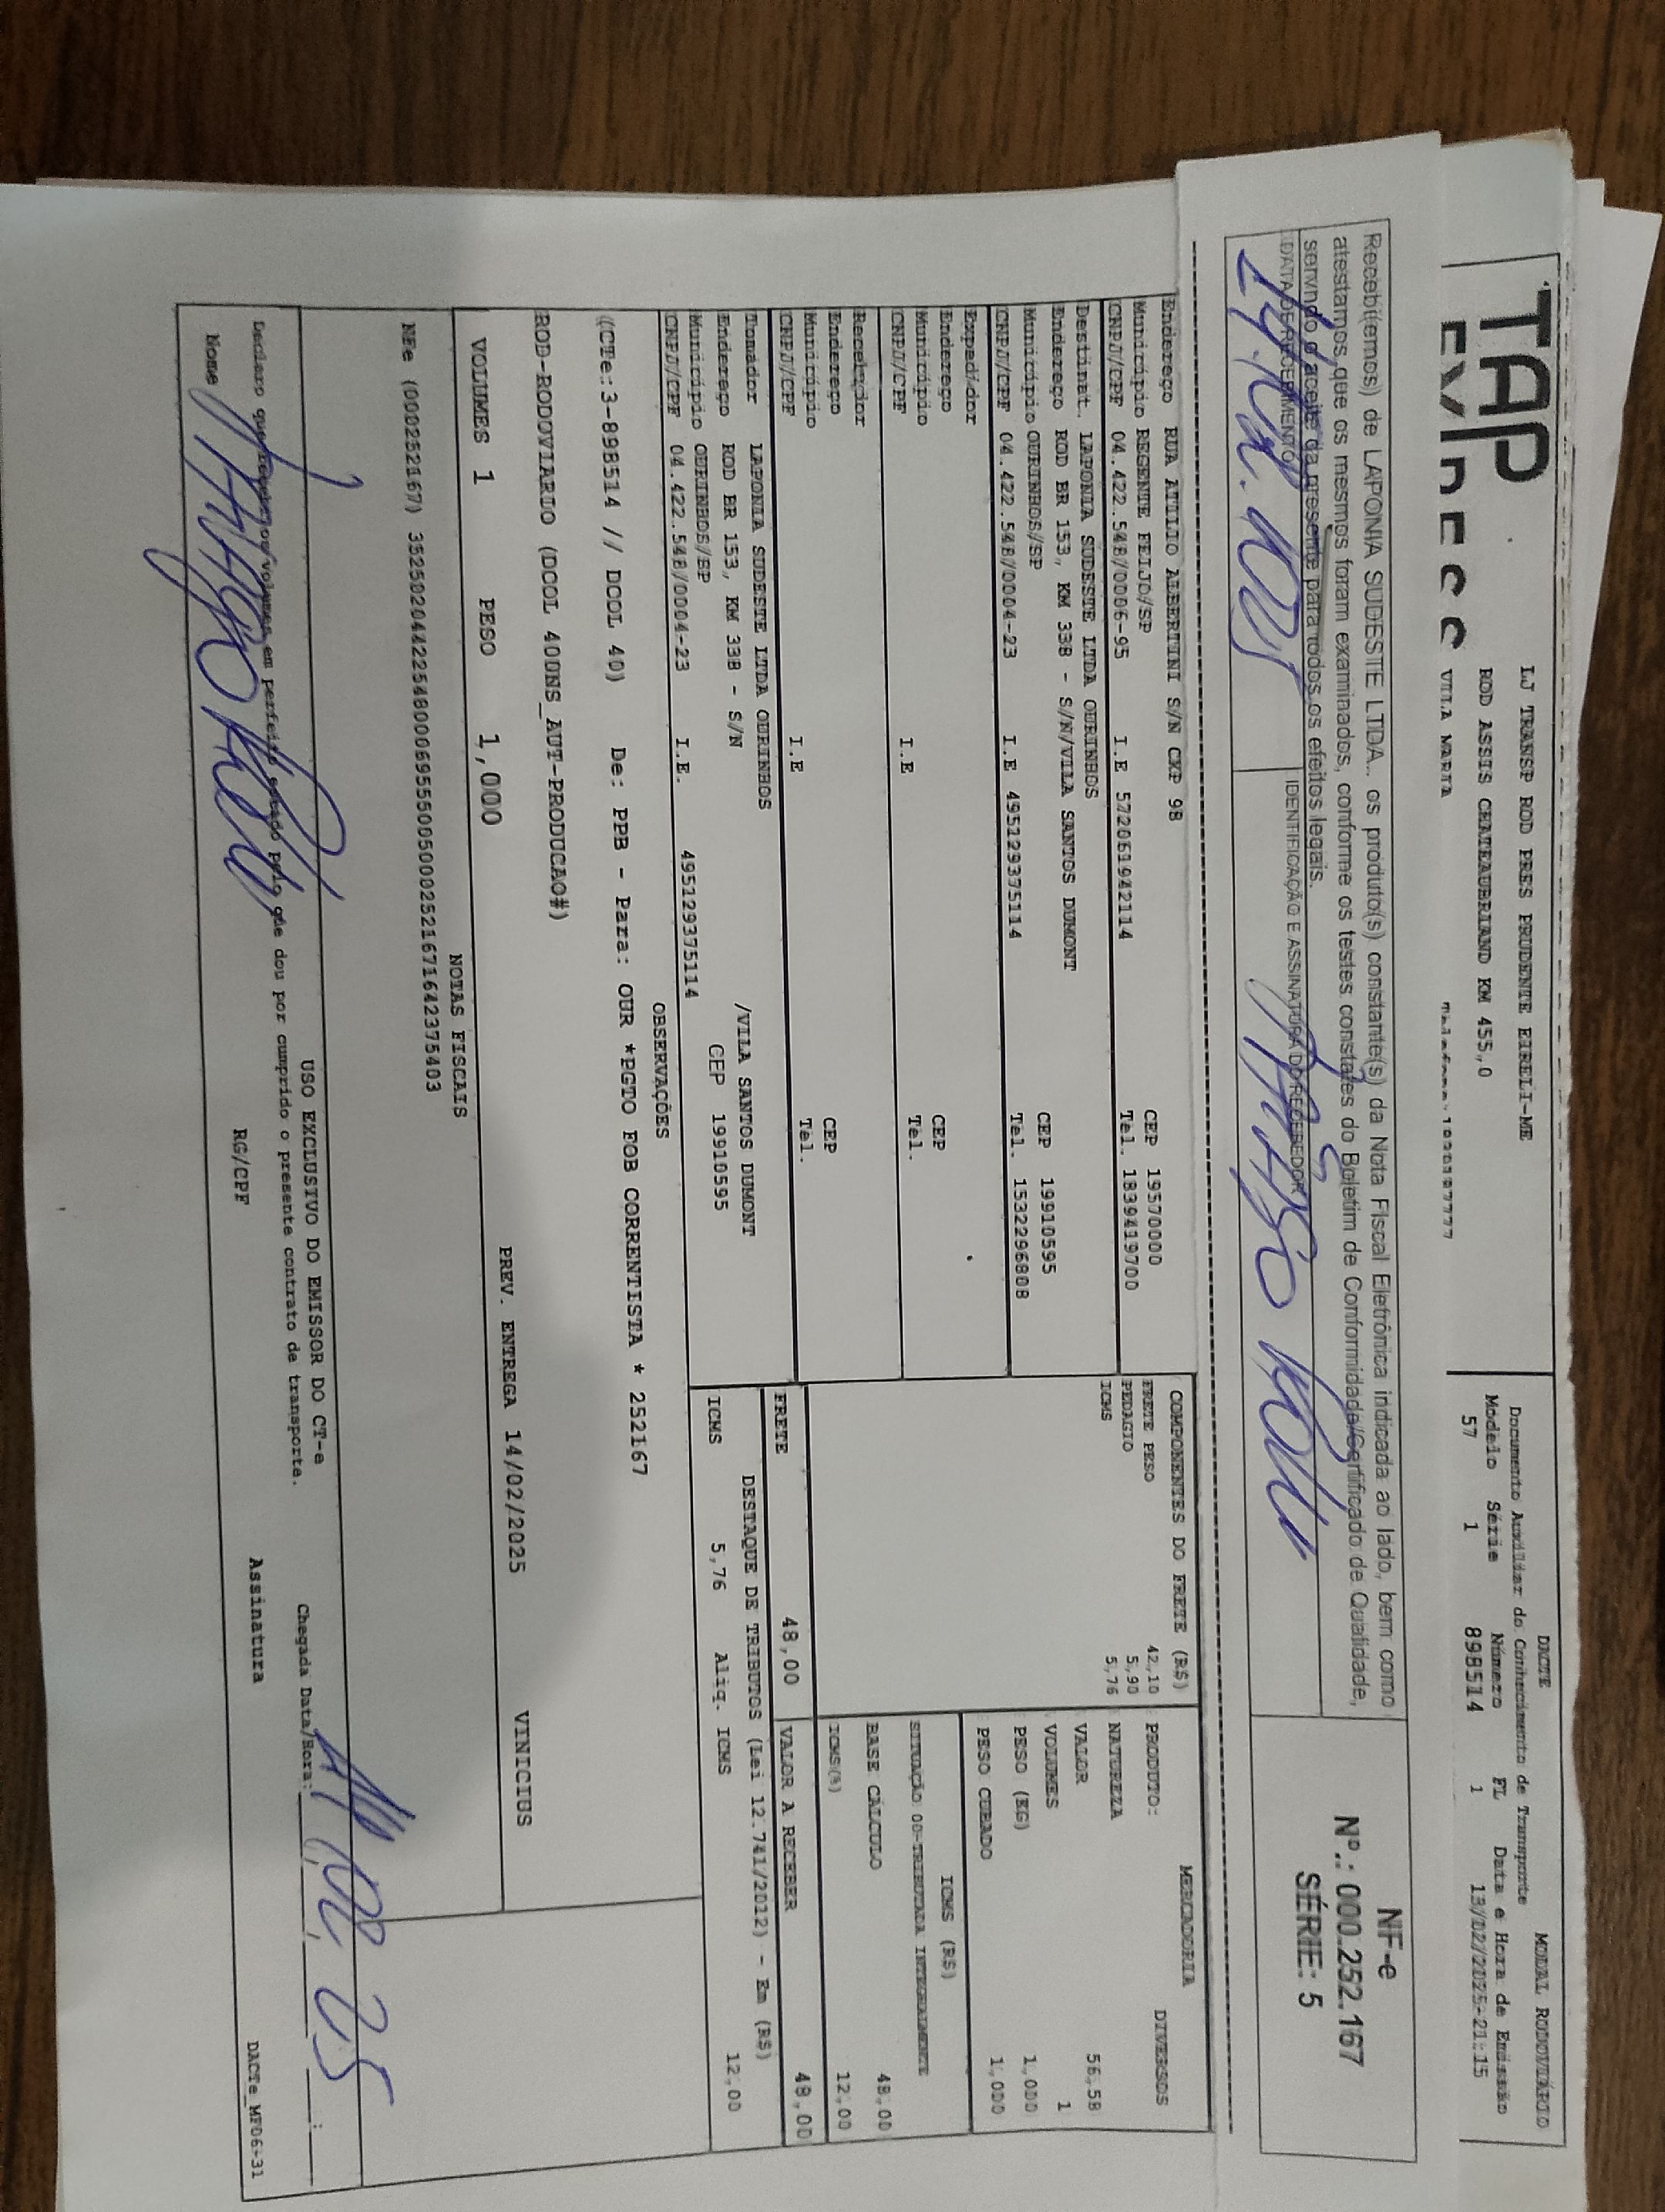 TAP
LJ TRANSP ROD PRES PRUDENTE EIRELI-ME
ROD ASSIS CHATEAUBRIAND KM 455,0
VILA MARIA
DACTE
MODAL RODOVIÁRIO
Documento Auxiliar do Conhecimento de Transporte
Modelo Série Número FL Data e Hora de Emissão
57 1 898514 1 13/02/2025-21:15
Recebi(emos) de LAPONIA SUDESTE LTDA., os produto(s) constante(s) da Nota Fiscal Eletrônica indicada ao lado, bem como
atestamos que os mesmos foram examinados, conforme os testes constates do Boletim de Conformidade/Certificado de Qualidade,
servindo o aceite da presente para todos os efeitos legais.
DATA DE RECEBIMENTO
IDENTIFICAÇÃO E ASSINATURA DO RECEBEDOR
NF-e
Nº.: 000.252.167
SÉRIE: 5
Endereço RUA ATILIO ALBERTINI S/N CXP 98
Município REGENTE FEIJO/SP CEP 19570000
CNPJ/CPF 04.422.548/0006-95 I.E 572061942114 Tel. 1839419700
Destinat. LAPONIA SUDESTE LTDA OURINHOS
Endereço ROD BR 153, KM 338 - S/N/VILA SANTOS DUMONT
Município OURINHOS/SP CEP 19910595
CNPJ/CPF 04.422.548/0004-23 I.E 495129375114 Tel. 1532296808
Expedidor
Endereço
Município CEP
CNPJ/CPF I.E Tel.
Recebedor
Endereço
Município CEP
CNPJ/CPF I.E Tel.
Tomador LAPONIA SUDESTE LTDA OURINHOS
Endereço ROD BR 153, KM 338 - S/N /VILA SANTOS DUMONT
Município OURINHOS/SP CEP 19910595
CNPJ/CPF 04.422.548/0004-23 I.E. 495129375114
COMPONENTES DO FRETE (R$)
FRETE PESO 42,10
PEDAGIO 5,90
ICMS 5,76
FRETE 48,00
MERCADORIA
PRODUTO: DIVERSOS
NATUREZA
VALOR 56,58
VOLUMES 1
PESO (KG) 1,000
PESO CUBADO 1,000
ICMS (R$)
SITUAÇÃO 00-TRIBUTADA INTEGRALMENTE
BASE CÁLCULO 48,00
ICMS(%) 12,00
VALOR A RECEBER 48,00
DESTAQUE DE TRIBUTOS (Lei 12.741/2012) - Em (R$)
ICMS 5,76 Aliq. ICMS 12,00
OBSERVAÇÕES
((CTe:3-898514 // DCOL 40) De: PPB - Para: OUR *PGTO FOB CORRENTISTA * 252167
ROD-RODOVIARIO (DCOL 40DNS_AUT-PRODUCAO#)
VOLUMES 1 PESO 1,000 PREV. ENTREGA 14/02/2025 VINICIUS
NOTAS FISCAIS
NFe (000252167) 35250204422548000695550050002521671642375403
USO EXCLUSIVO DO EMISSOR DO CT-e
Chegada Data/Hora:
Declaro que recebi os volumes em perfeito estado pelo que dou por cumprido o presente contrato de transporte.
Nome RG/CPF Assinatura
DACTe_MF06-31